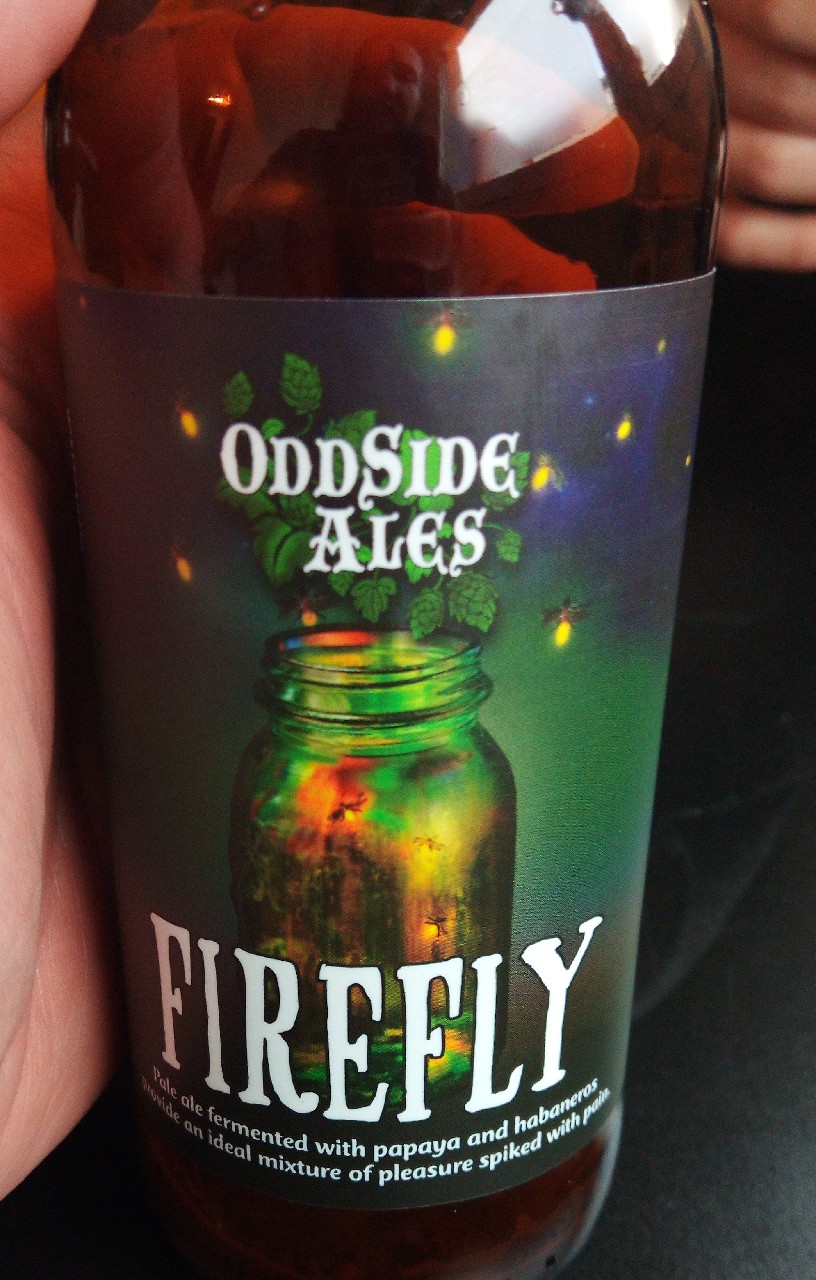 OddSide
Ales
FIREFLY
Pale ale fermented with papaya and habaneros
provide an ideal mixture of pleasure spiked with pain.